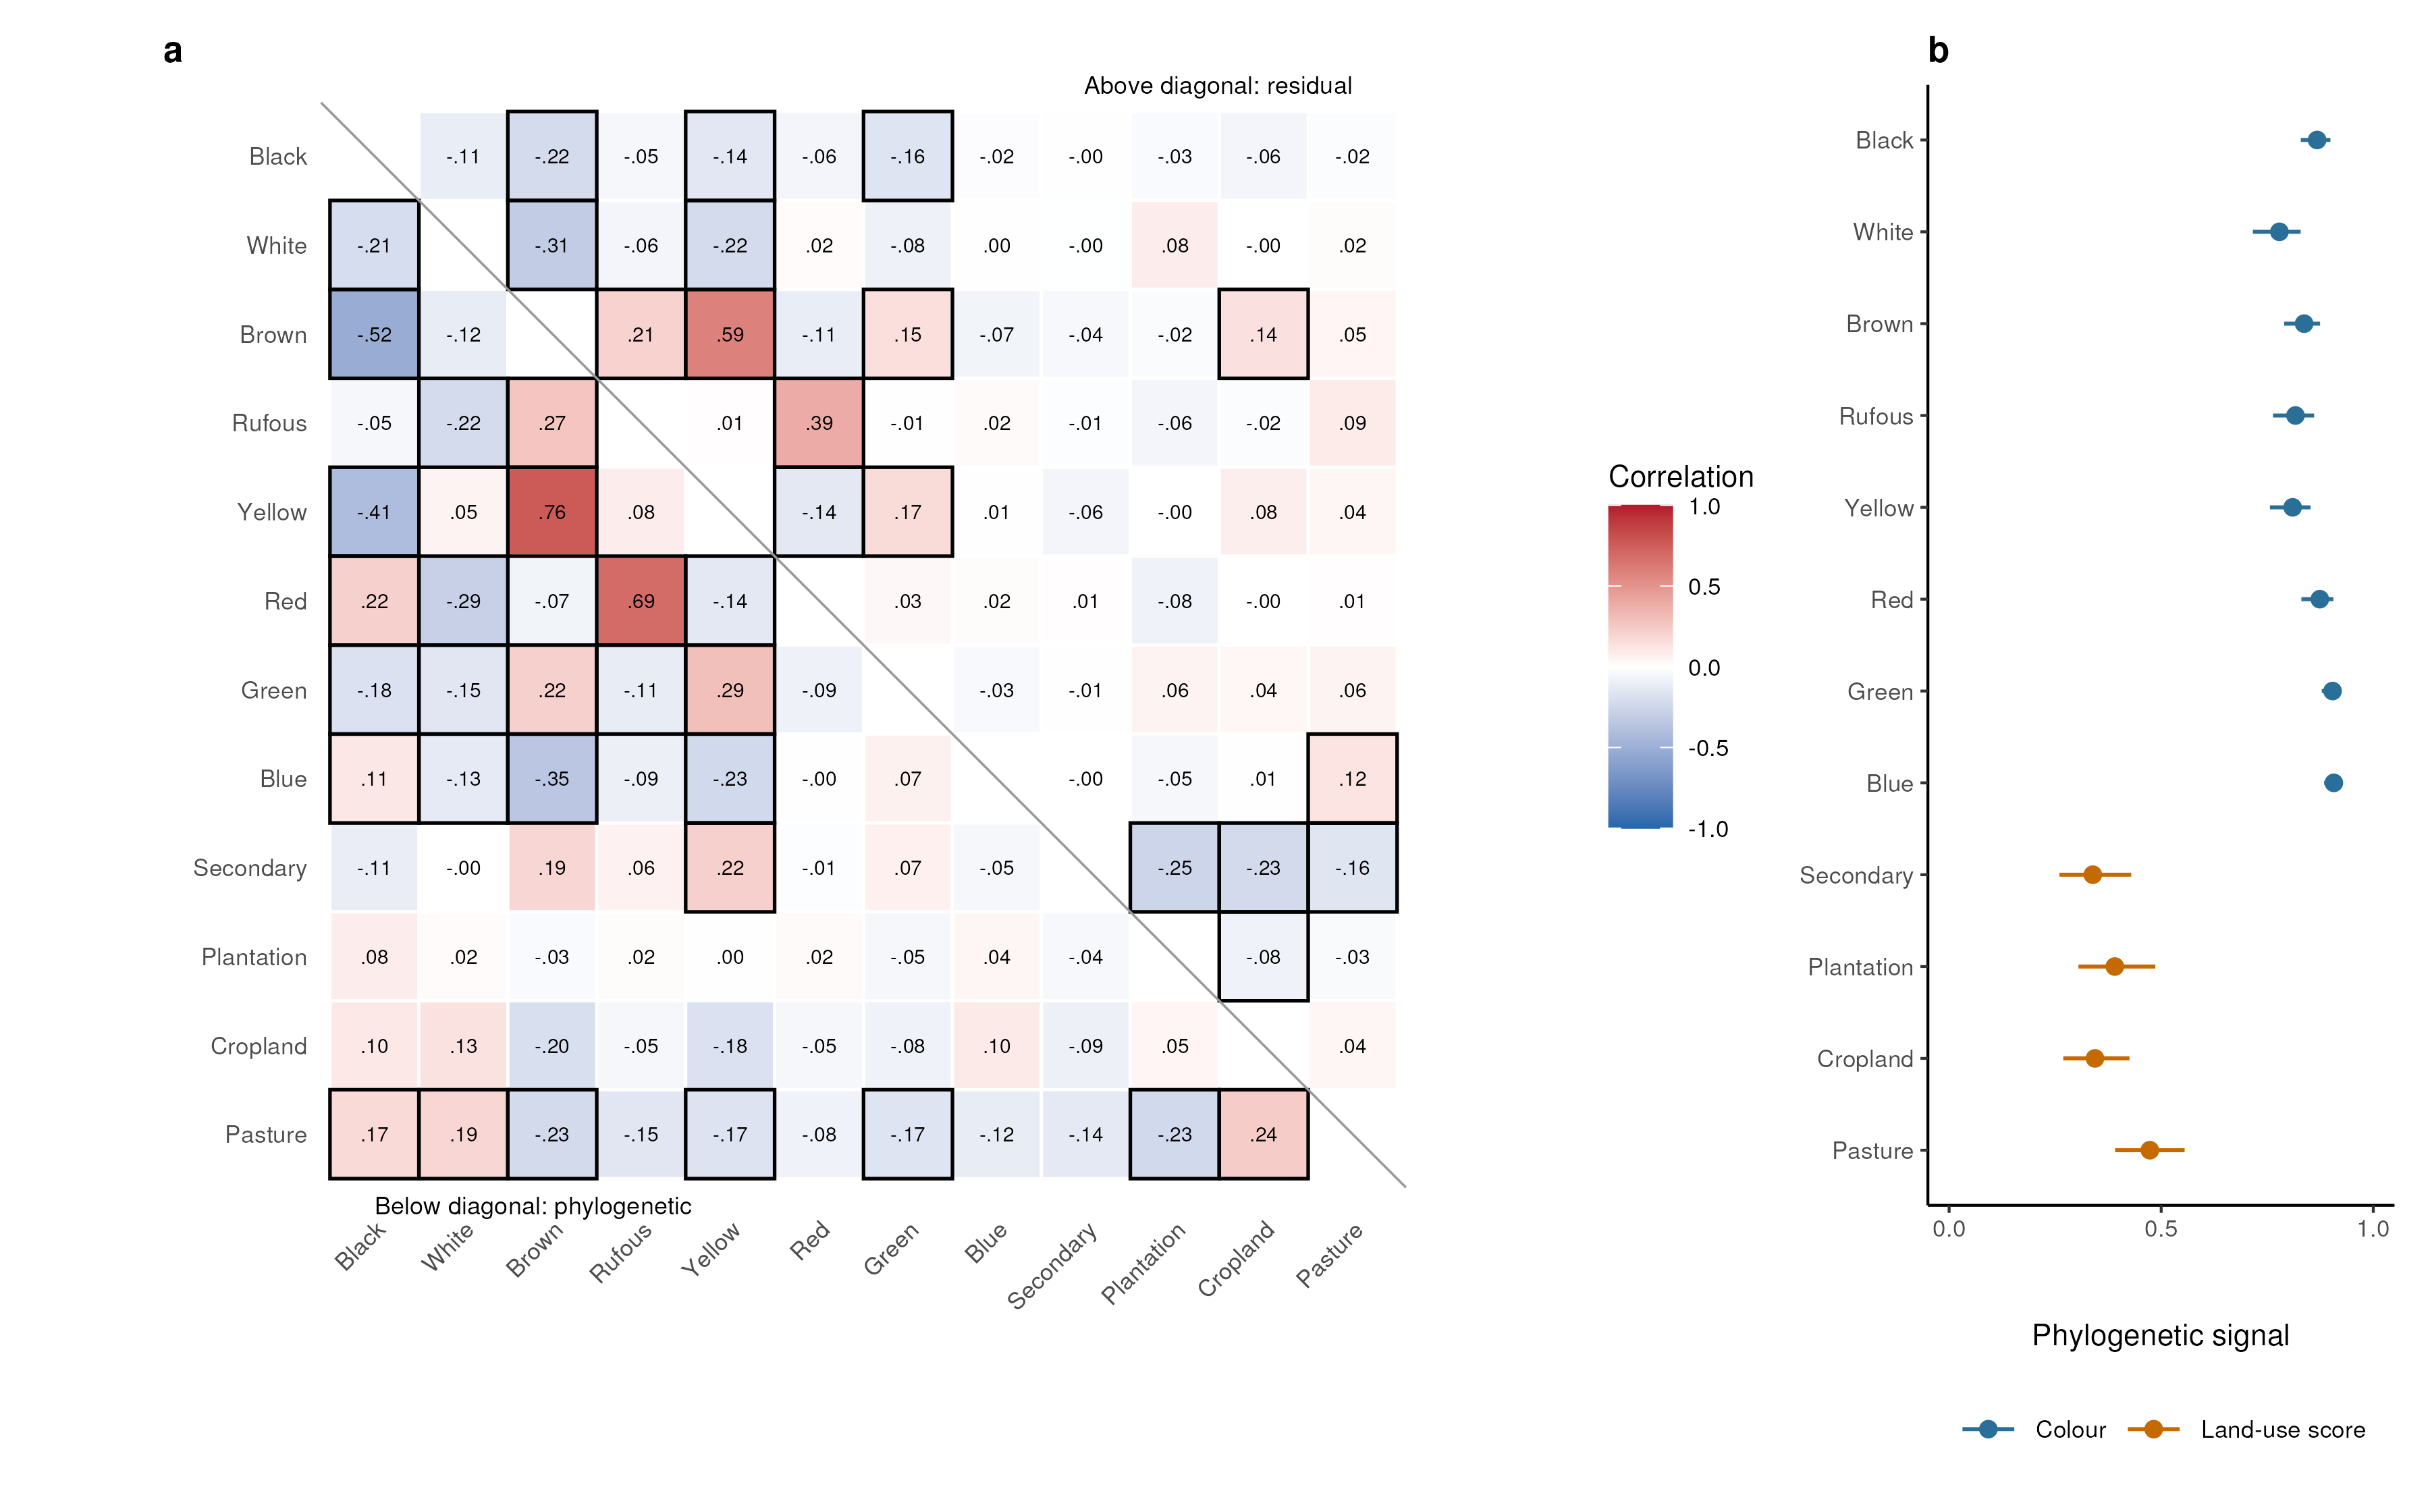 a
Above diagonal: residual
Black -.11 -.22 -.05 -.14 -.06 -.16 -.02 -.00 -.03 -.06 -.02
White -.21 -.31 -.06 -.22 .02 -.08 .00 -.00 .08 -.00 .02
Brown -.52 -.12 .21 .59 -.11 .15 -.07 -.04 -.02 .14 .05
Rufous -.05 -.22 .27 .01 .39 -.01 .02 -.01 -.06 -.02 .09
Yellow -.41 .05 .76 .08 -.14 .17 .01 -.06 -.00 .08 .04
Red .22 -.29 -.07 .69 -.14 .03 .02 .01 -.08 -.00 .01
Green -.18 -.15 .22 -.11 .29 -.09 -.03 -.01 .06 .04 .06
Blue .11 -.13 -.35 -.09 -.23 -.00 .07 -.00 -.05 .01 .12
Secondary -.11 -.00 .19 .06 .22 -.01 .07 -.05 -.25 -.23 -.16
Plantation .08 .02 -.03 .02 .00 .02 -.05 .04 -.04 -.08 -.03
Cropland .10 .13 -.20 -.05 -.18 -.05 -.08 .10 -.09 .05 .04
Pasture .17 .19 -.23 -.15 -.17 -.08 -.17 -.12 -.14 -.23 .24
Below diagonal: phylogenetic
Black White Brown Rufous Yellow Red Green Blue Secondary Plantation Cropland Pasture
Correlation
1.0
0.5
0.0
-0.5
-1.0
b
Black
White
Brown
Rufous
Yellow
Red
Green
Blue
Secondary
Plantation
Cropland
Pasture
0.0 0.5 1.0
Phylogenetic signal
Colour Land-use score